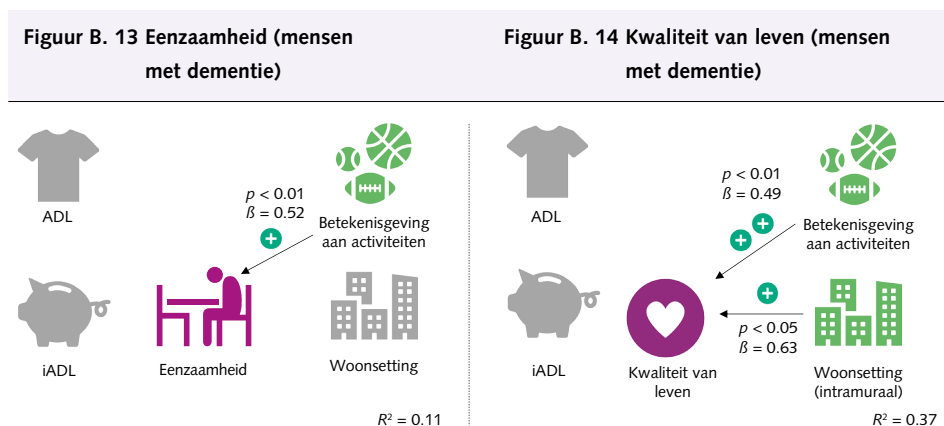 Figuur B. 13 Eenzaamheid (mensen
met dementie)
ADL
p < 0.01
ß = 0.52
Betekenisgeving
aan activiteiten
iADL
Eenzaamheid
Woonsetting
R² = 0.11
Figuur B. 14 Kwaliteit van leven (mensen
met dementie)
ADL
p < 0.01
ß = 0.49
Betekenisgeving
aan activiteiten
p < 0.05
ß = 0.63
iADL
Kwaliteit van
leven
Woonsetting
(intramuraal)
R² = 0.37